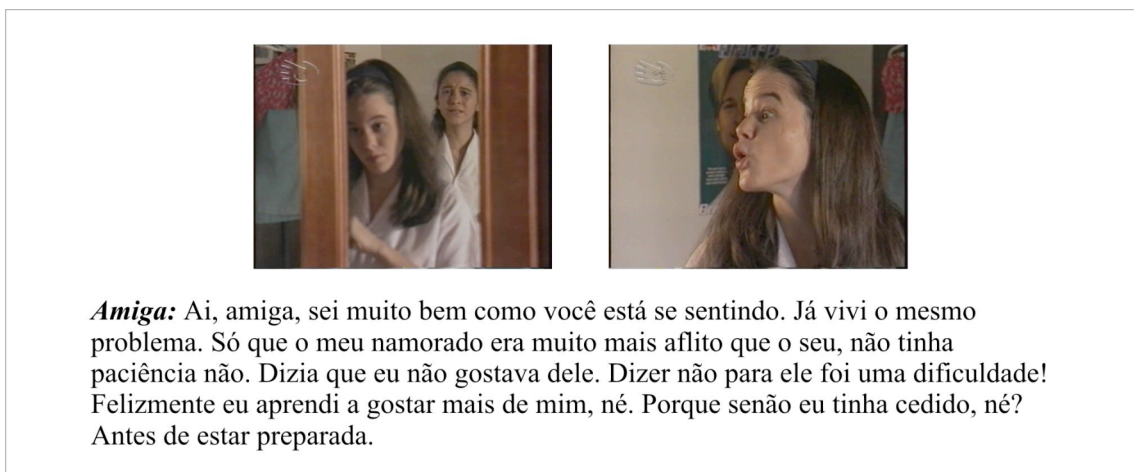 Amiga: Ai, amiga, sei muito bem como você está se sentindo. Já vivi o mesmo
problema. Só que o meu namorado era muito mais aflito que o seu, não tinha
paciência não. Dizia que eu não gostava dele. Dizer não para ele foi uma dificuldade!
Felizmente eu aprendi a gostar mais de mim, né. Porque senão eu tinha cedido, né?
Antes de estar preparada.